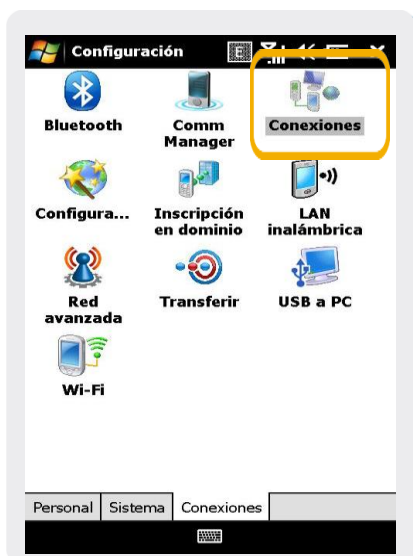 Configuración
Bluetooth
Comm
Manager
Conexiones
Configura...
Inscripción
en dominio
LAN
inalámbrica
Red
avanzada
Transferir
USB a PC
Wi-Fi
Personal Sistema Conexiones